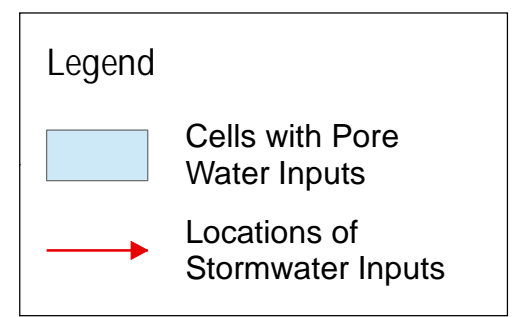 Legend
Cells with Pore
Water Inputs
Locations of
Stormwater Inputs